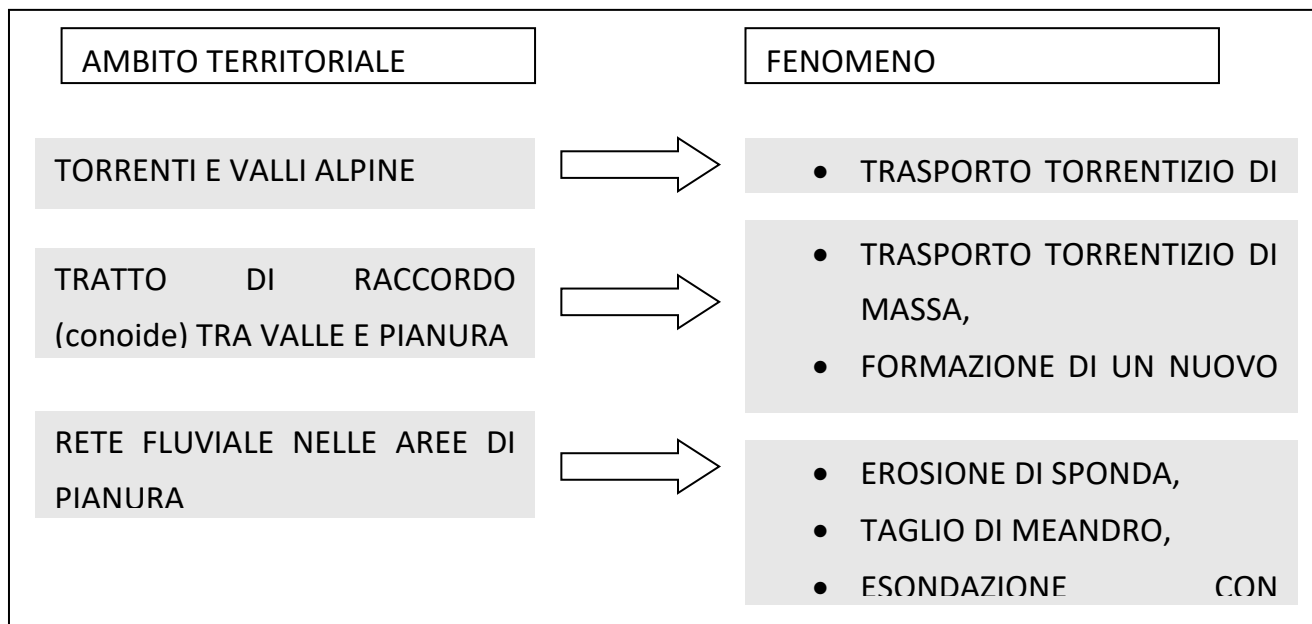 AMBITO TERRITORIALE
FENOMENO
TORRENTI E VALLI ALPINE
• TRASPORTO TORRENTIZIO DI
TRATTO DI RACCORDO
(conoide) TRA VALLE E PIANURA
• TRASPORTO TORRENTIZIO DI
MASSA,
• FORMAZIONE DI UN NUOVO
RETE FLUVIALE NELLE AREE DI
PIANURA
• EROSIONE DI SPONDA,
• TAGLIO DI MEANDRO,
• ESONDAZIONE CON